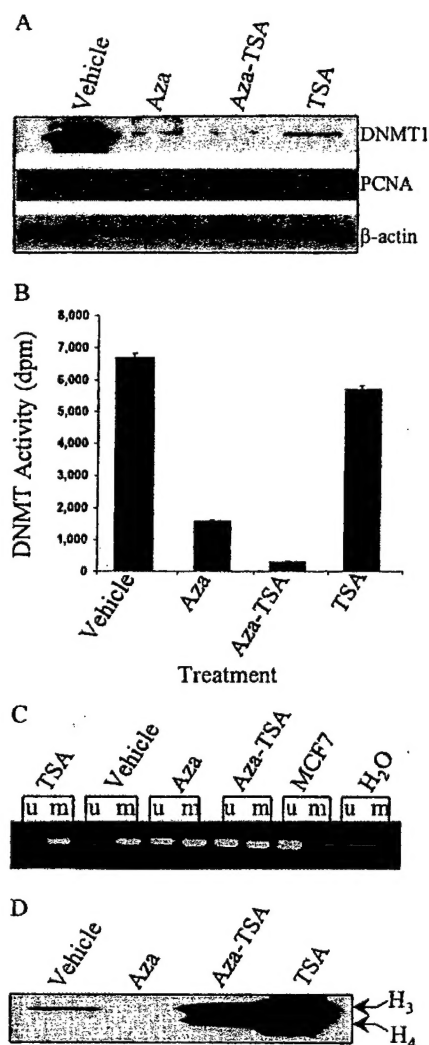 A
Vehicle
Aza
Aza-TSA
TSA
DNMT1
PCNA
β-actin
B
DNMT Activity (dpm)
8,000
7,000
6,000
5,000
4,000
3,000
2,000
1,000
0
Vehicle
Aza
Aza-TSA
TSA
Treatment
C
TSA
Vehicle
Aza
Aza-TSA
MCF7
H₂O
u m u m u m u m u m u m
D
Vehicle
Aza
Aza-TSA
TSA
H₃
H₄